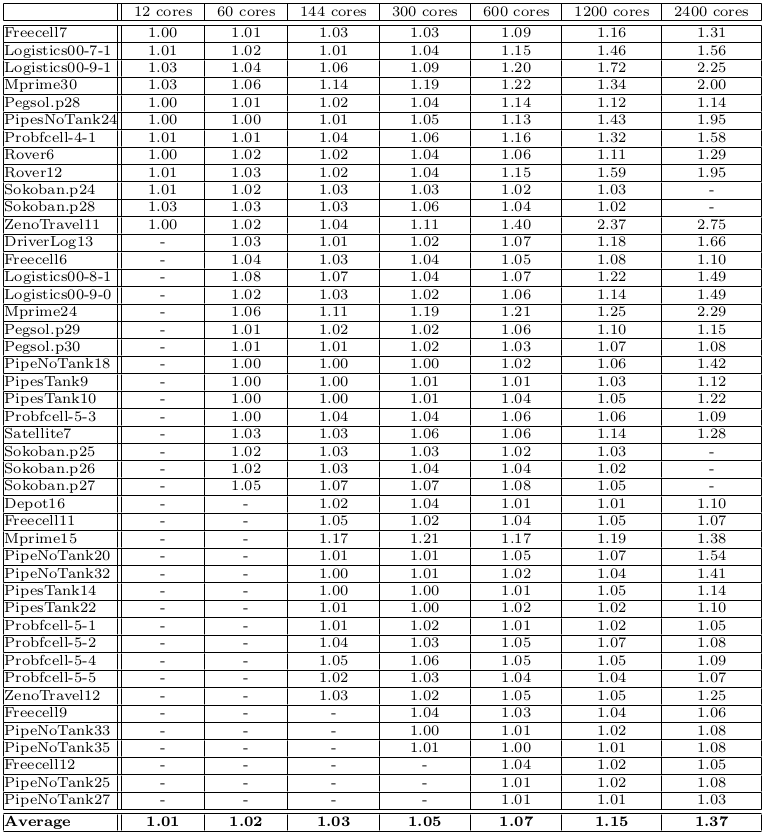 12 cores 60 cores 144 cores 300 cores 600 cores 1200 cores 2400 cores
Freecell7 1.00 1.01 1.03 1.03 1.09 1.16 1.31
Logistics00-7-1 1.01 1.02 1.01 1.04 1.15 1.46 1.56
Logistics00-9-1 1.03 1.04 1.06 1.09 1.20 1.72 2.25
Mprime30 1.03 1.06 1.14 1.19 1.22 1.34 2.00
Pegsol.p28 1.00 1.01 1.02 1.04 1.14 1.12 1.14
PipesNoTank24 1.00 1.00 1.01 1.05 1.13 1.43 1.95
Probfcell-4-1 1.01 1.01 1.04 1.06 1.16 1.32 1.58
Rover6 1.00 1.02 1.02 1.04 1.06 1.11 1.29
Rover12 1.01 1.03 1.02 1.04 1.15 1.59 1.95
Sokoban.p24 1.01 1.02 1.03 1.03 1.02 1.03 -
Sokoban.p28 1.03 1.03 1.03 1.06 1.04 1.02 -
ZenoTravel11 1.00 1.02 1.04 1.11 1.40 2.37 2.75
DriverLog13 - 1.03 1.01 1.02 1.07 1.18 1.66
Freecell6 - 1.04 1.03 1.04 1.05 1.08 1.10
Logistics00-8-1 - 1.08 1.07 1.04 1.07 1.22 1.49
Logistics00-9-0 - 1.02 1.03 1.02 1.06 1.14 1.49
Mprime24 - 1.06 1.11 1.19 1.21 1.25 2.29
Pegsol.p29 - 1.01 1.02 1.02 1.06 1.10 1.15
Pegsol.p30 - 1.01 1.01 1.02 1.03 1.07 1.08
PipeNoTank18 - 1.00 1.00 1.00 1.02 1.06 1.42
PipesTank9 - 1.00 1.00 1.01 1.01 1.03 1.12
PipesTank10 - 1.00 1.00 1.01 1.04 1.05 1.22
Probfcell-5-3 - 1.00 1.04 1.04 1.06 1.06 1.09
Satellite7 - 1.03 1.03 1.06 1.06 1.14 1.28
Sokoban.p25 - 1.02 1.03 1.03 1.02 1.03 -
Sokoban.p26 - 1.02 1.03 1.04 1.04 1.02 -
Sokoban.p27 - 1.05 1.07 1.07 1.08 1.05 -
Depot16 - - 1.02 1.04 1.01 1.01 1.10
Freecell11 - - 1.05 1.02 1.04 1.05 1.07
Mprime15 - - 1.17 1.21 1.17 1.19 1.38
PipeNoTank20 - - 1.01 1.01 1.05 1.07 1.54
PipeNoTank32 - - 1.00 1.01 1.02 1.04 1.41
PipesTank14 - - 1.00 1.00 1.01 1.05 1.14
PipesTank22 - - 1.01 1.00 1.02 1.02 1.10
Probfcell-5-1 - - 1.01 1.02 1.01 1.02 1.05
Probfcell-5-2 - - 1.04 1.03 1.05 1.07 1.08
Probfcell-5-4 - - 1.05 1.06 1.05 1.05 1.09
Probfcell-5-5 - - 1.02 1.03 1.04 1.04 1.07
ZenoTravel12 - - 1.03 1.02 1.05 1.05 1.25
Freecell9 - - - 1.04 1.03 1.04 1.06
PipeNoTank33 - - - 1.00 1.01 1.02 1.08
PipeNoTank35 - - - 1.01 1.00 1.01 1.08
Freecell12 - - - - 1.04 1.02 1.05
PipeNoTank25 - - - - 1.01 1.02 1.08
PipeNoTank27 - - - - 1.01 1.01 1.03
Average 1.01 1.02 1.03 1.05 1.07 1.15 1.37